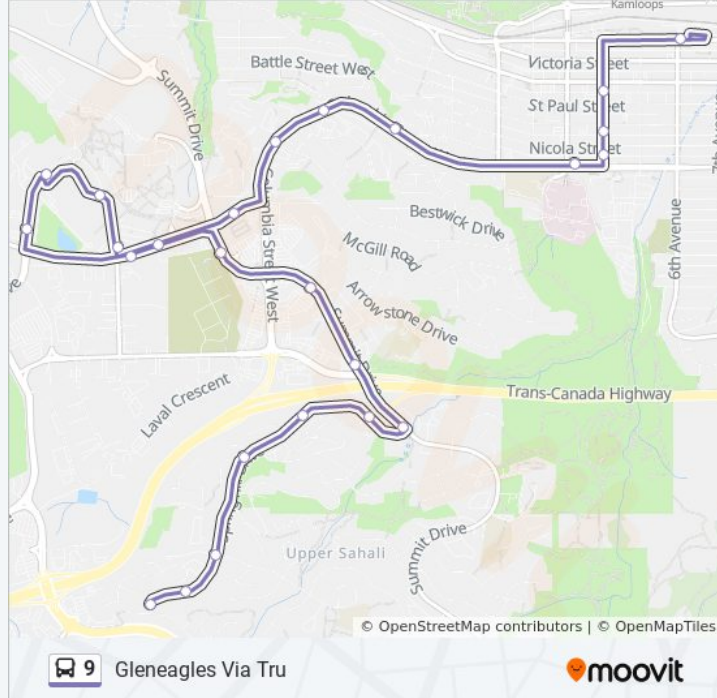 Kamloops
Battle Street West
Victoria Street
Summit Drive
St Paul Street
Nicola Street
7th Avenue
Bestwick Drive
Columbia Street West
6th Avenue
McGill Road
Arrowstone Drive
Summit Drive
Laval Crescent
Trans-Canada Highway
Summit Drive
Upper Sahali
© OpenStreetMap contributors | © OpenMapTiles
9 Gleneagles Via Tru
moovit